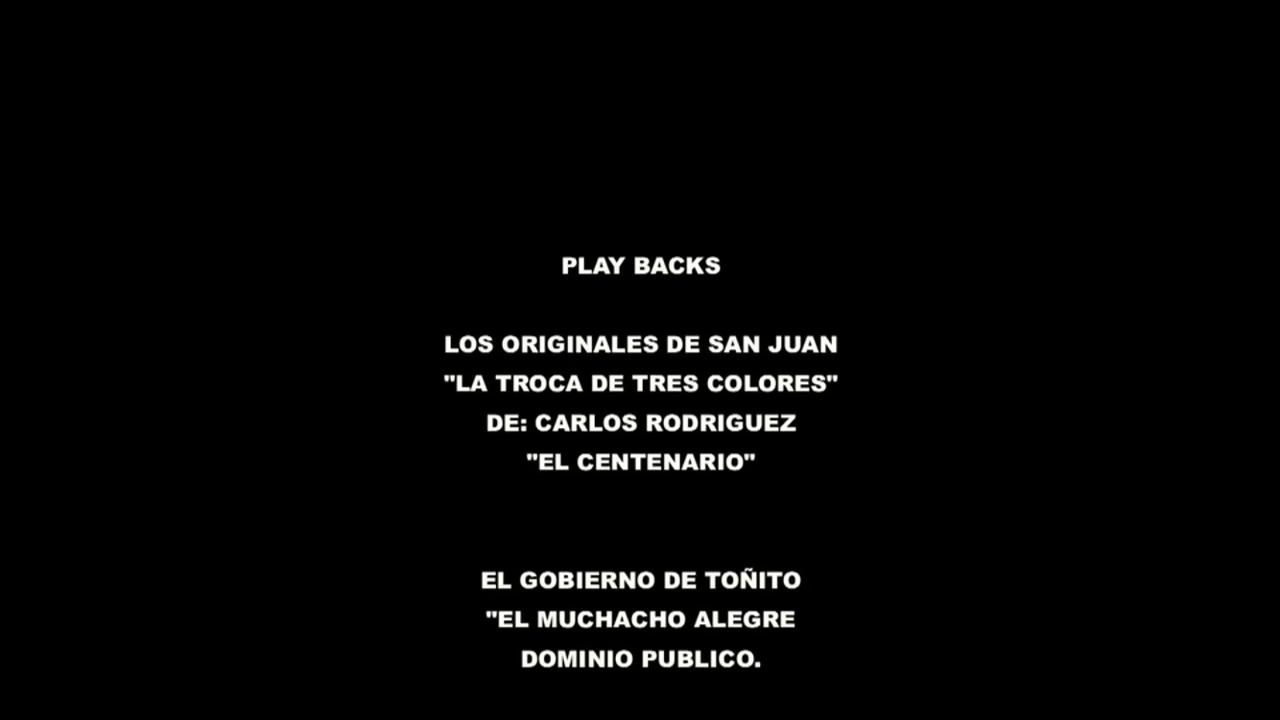 PLAY BACKS
LOS ORIGINALES DE SAN JUAN
"LA TROCA DE TRES COLORES"
DE: CARLOS RODRIGUEZ
"EL CENTENARIO"
EL GOBIERNO DE TOÑITO
"EL MUCHACHO ALEGRE
DOMINIO PUBLICO.